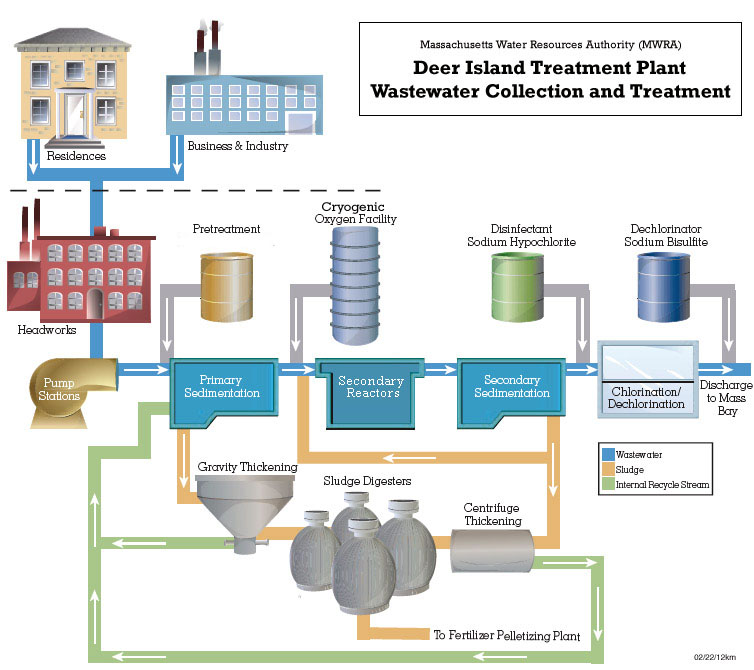 Massachusetts Water Resources Authority (MWRA)
Deer Island Treatment Plant
Wastewater Collection and Treatment
Residences
Business & Industry
Headworks
Pretreatment
Cryogenic
Oxygen Facility
Disinfectant
Sodium Hypochlorite
Dechlorinator
Sodium Bisulfite
Pump
Stations
Primary
Sedimentation
Secondary
Reactors
Secondary
Sedimentation
Chlorination/
Dechlorination
Discharge
to Mass
Bay
Wastewater
Sludge
Internal Recycle Stream
Gravity Thickening
Sludge Digesters
Centrifuge
Thickening
To Fertilizer Pelletizing Plant
02/22/12km